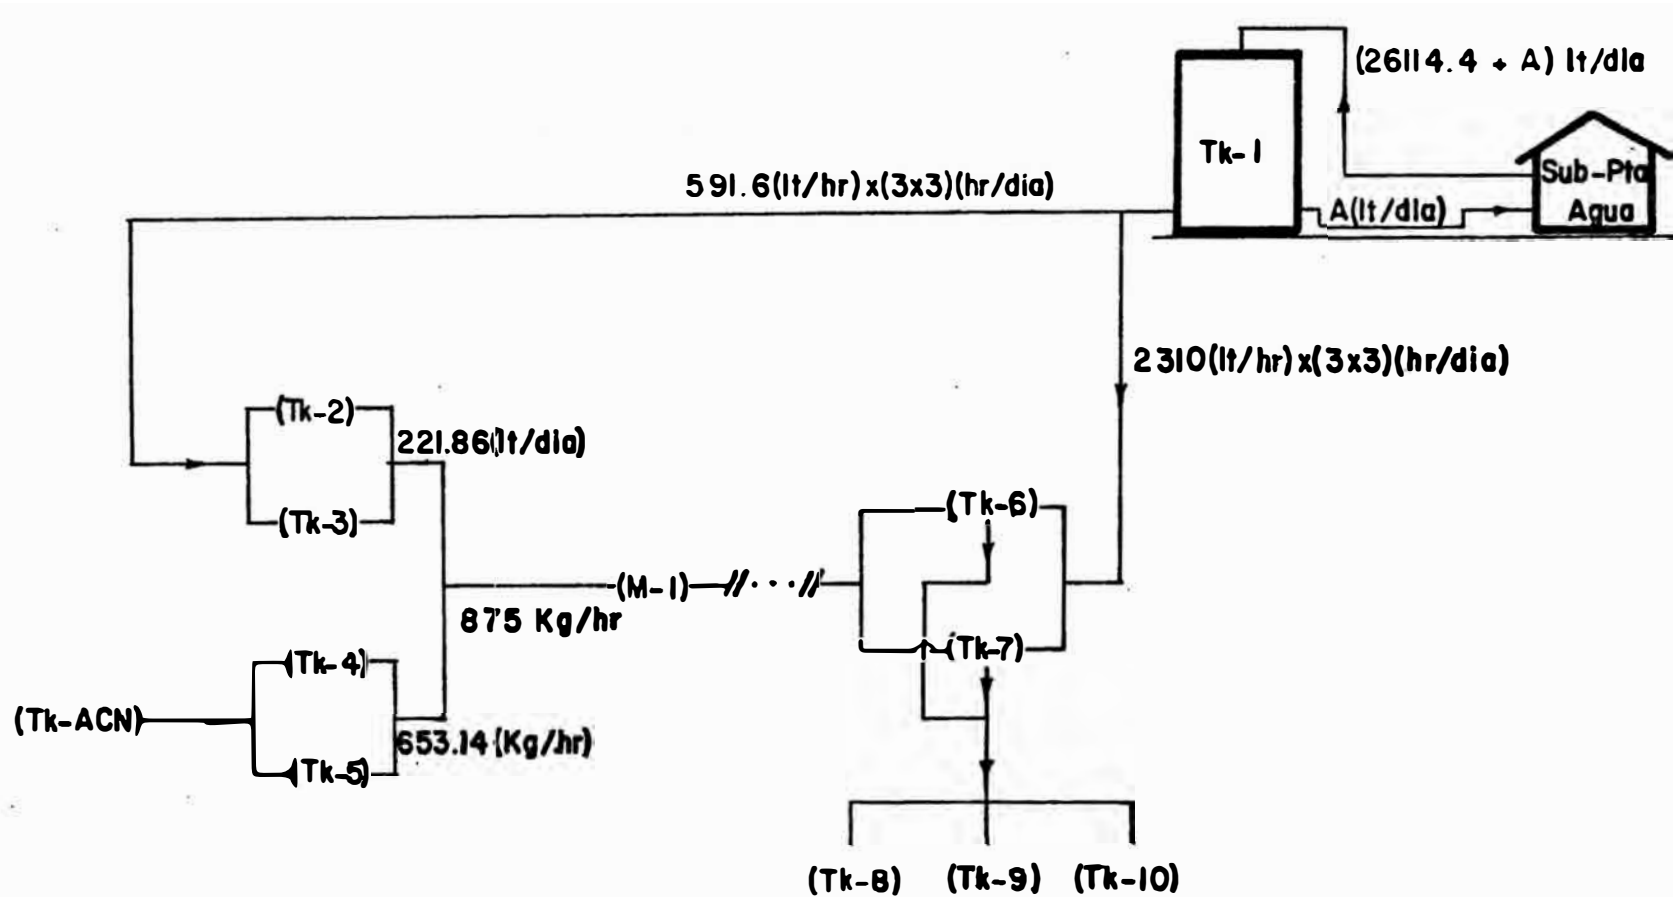 (26114.4 + A) lt/dia
Tk-1
Sub-Pta
Agua
591.6(lt/hr)x(3x3)(hr/dia)
A(lt/dia)
2310(lt/hr)x(3x3)(hr/dia)
(Tk-2)
221.86(lt/dia)
(Tk-3)
(Tk-6)
(M-1)
875 Kg/hr
(Tk-7)
(Tk-4)
(Tk-ACN)
653.14(Kg/hr)
(Tk-5)
(Tk-8) (Tk-9) (Tk-10)